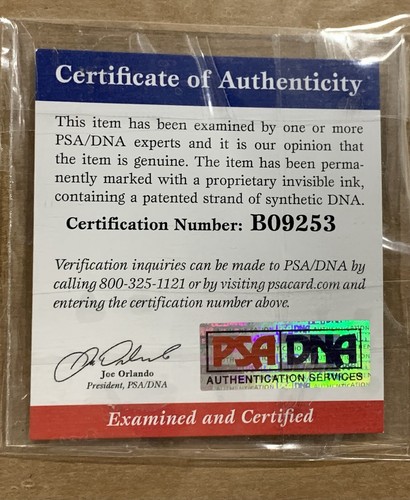 Certificate of Authenticity
This item has been examined by one or more
PSA/DNA experts and it is our opinion that
the item is genuine. The item has been perma-
nently marked with a proprietary invisible ink,
containing a patented strand of synthetic DNA.
Certification Number: B09253
Verification inquiries can be made to PSA/DNA by
calling 800-325-1121 or by visiting psacard.com and
entering the certification number above.
PSA DNA
AUTHENTICATION SERVICES
Joe Orlando
President, PSA/DNA
Examined and Certified